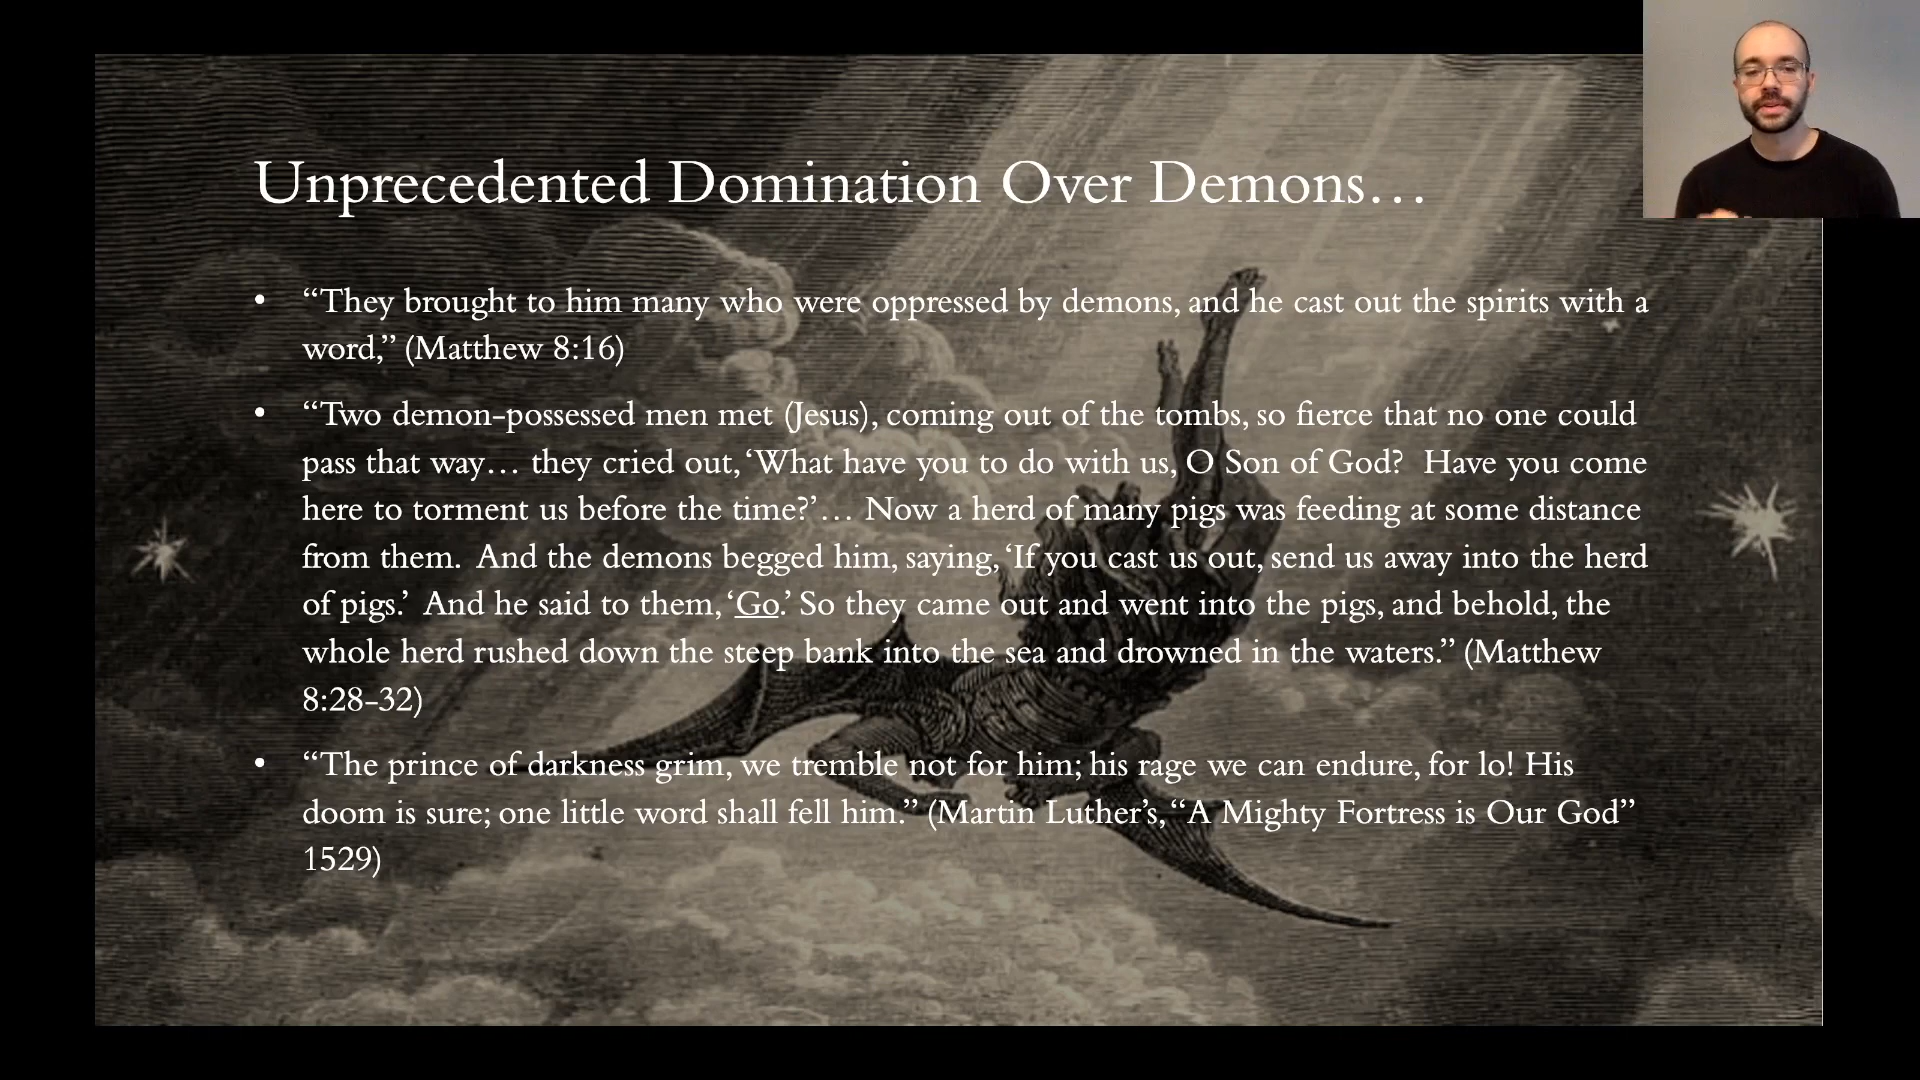 Unprecedented Domination Over Demons…
• “They brought to him many who were oppressed by demons, and he cast out the spirits with a
word,” (Matthew 8:16)
• “Two demon-possessed men met (Jesus), coming out of the tombs, so fierce that no one could
pass that way… they cried out, ‘What have you to do with us, O Son of God?  Have you come
here to torment us before the time?’… Now a herd of many pigs was feeding at some distance
from them.  And the demons begged him, saying, ‘If you cast us out, send us away into the herd
of pigs.’  And he said to them, ‘Go.’ So they came out and went into the pigs, and behold, the
whole herd rushed down the steep bank into the sea and drowned in the waters.” (Matthew
8:28-32)
• “The prince of darkness grim, we tremble not for him; his rage we can endure, for lo! His
doom is sure; one little word shall fell him.” (Martin Luther’s, “A Mighty Fortress is Our God”
1529)